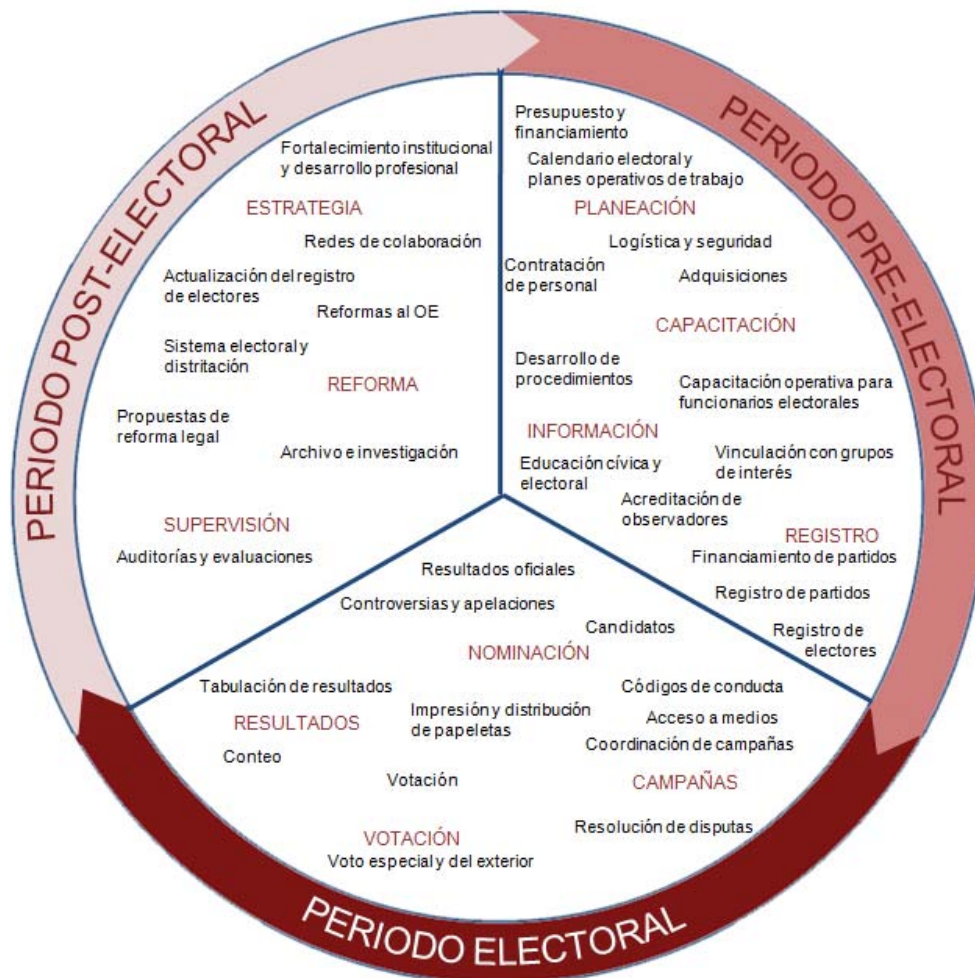 PERIODO POST-ELECTORAL
Fortalecimiento institucional
y desarrollo profesional
ESTRATEGIA
Redes de colaboración
Actualización del registro
de electores
Reformas al OE
Sistema electoral y
distritación
REFORMA
Propuestas de
reforma legal
Archivo e investigación
SUPERVISIÓN
Auditorías y evaluaciones
PERIODO PRE-ELECTORAL
Presupuesto y
financiamiento
Calendario electoral y
planes operativos de trabajo
PLANEACIÓN
Logística y seguridad
Contratación
de personal
Adquisiciones
CAPACITACIÓN
Desarrollo de
procedimientos
Capacitación operativa para
funcionarios electorales
INFORMACIÓN
Educación cívica y
electoral
Vinculación con grupos
de interés
Acreditación de
observadores
REGISTRO
Financiamiento de partidos
Registro de partidos
Registro de
electores
Resultados oficiales
Controversias y apelaciones
Candidatos
NOMINACIÓN
Tabulación de resultados
RESULTADOS
Conteo
Impresión y distribución
de papeletas
Códigos de conducta
Acceso a medios
Coordinación de campañas
CAMPAÑAS
Votación
Resolución de disputas
VOTACIÓN
Voto especial y del exterior
PERIODO ELECTORAL